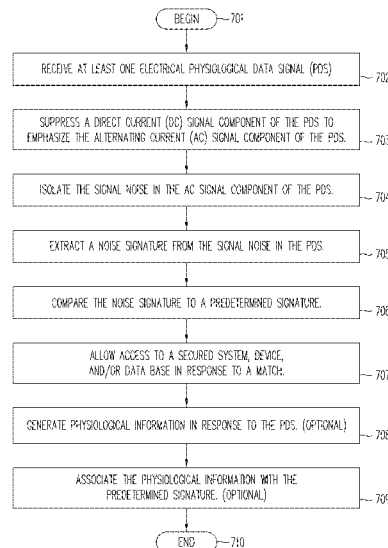 BEGIN 701
RECEIVE AT LEAST ONE ELECTRICAL PHYSIOLOGICAL DATA SIGNAL (PDS) 702
SUPPRESS A DIRECT CURRENT (DC) SIGNAL COMPONENT OF THE PDS TO
EMPHASIZE THE ALTERNATING CURRENT (AC) SIGNAL COMPONENT OF THE PDS. 703
ISOLATE THE SIGNAL NOISE IN THE AC SIGNAL COMPONENT OF THE PDS. 704
EXTRACT A NOISE SIGNATURE FROM THE SIGNAL NOISE IN THE PDS. 705
COMPARE THE NOISE SIGNATURE TO A PREDETERMINED SIGNATURE. 706
ALLOW ACCESS TO A SECURED SYSTEM, DEVICE,
AND/OR DATA BASE IN RESPONSE TO A MATCH. 707
GENERATE PHYSIOLOGICAL INFORMATION IN RESPONSE TO THE PDS. (OPTIONAL) 708
ASSOCIATE THE PHYSIOLOGICAL INFORMATION WITH THE
PREDETERMINED SIGNATURE. (OPTIONAL) 709
END 710